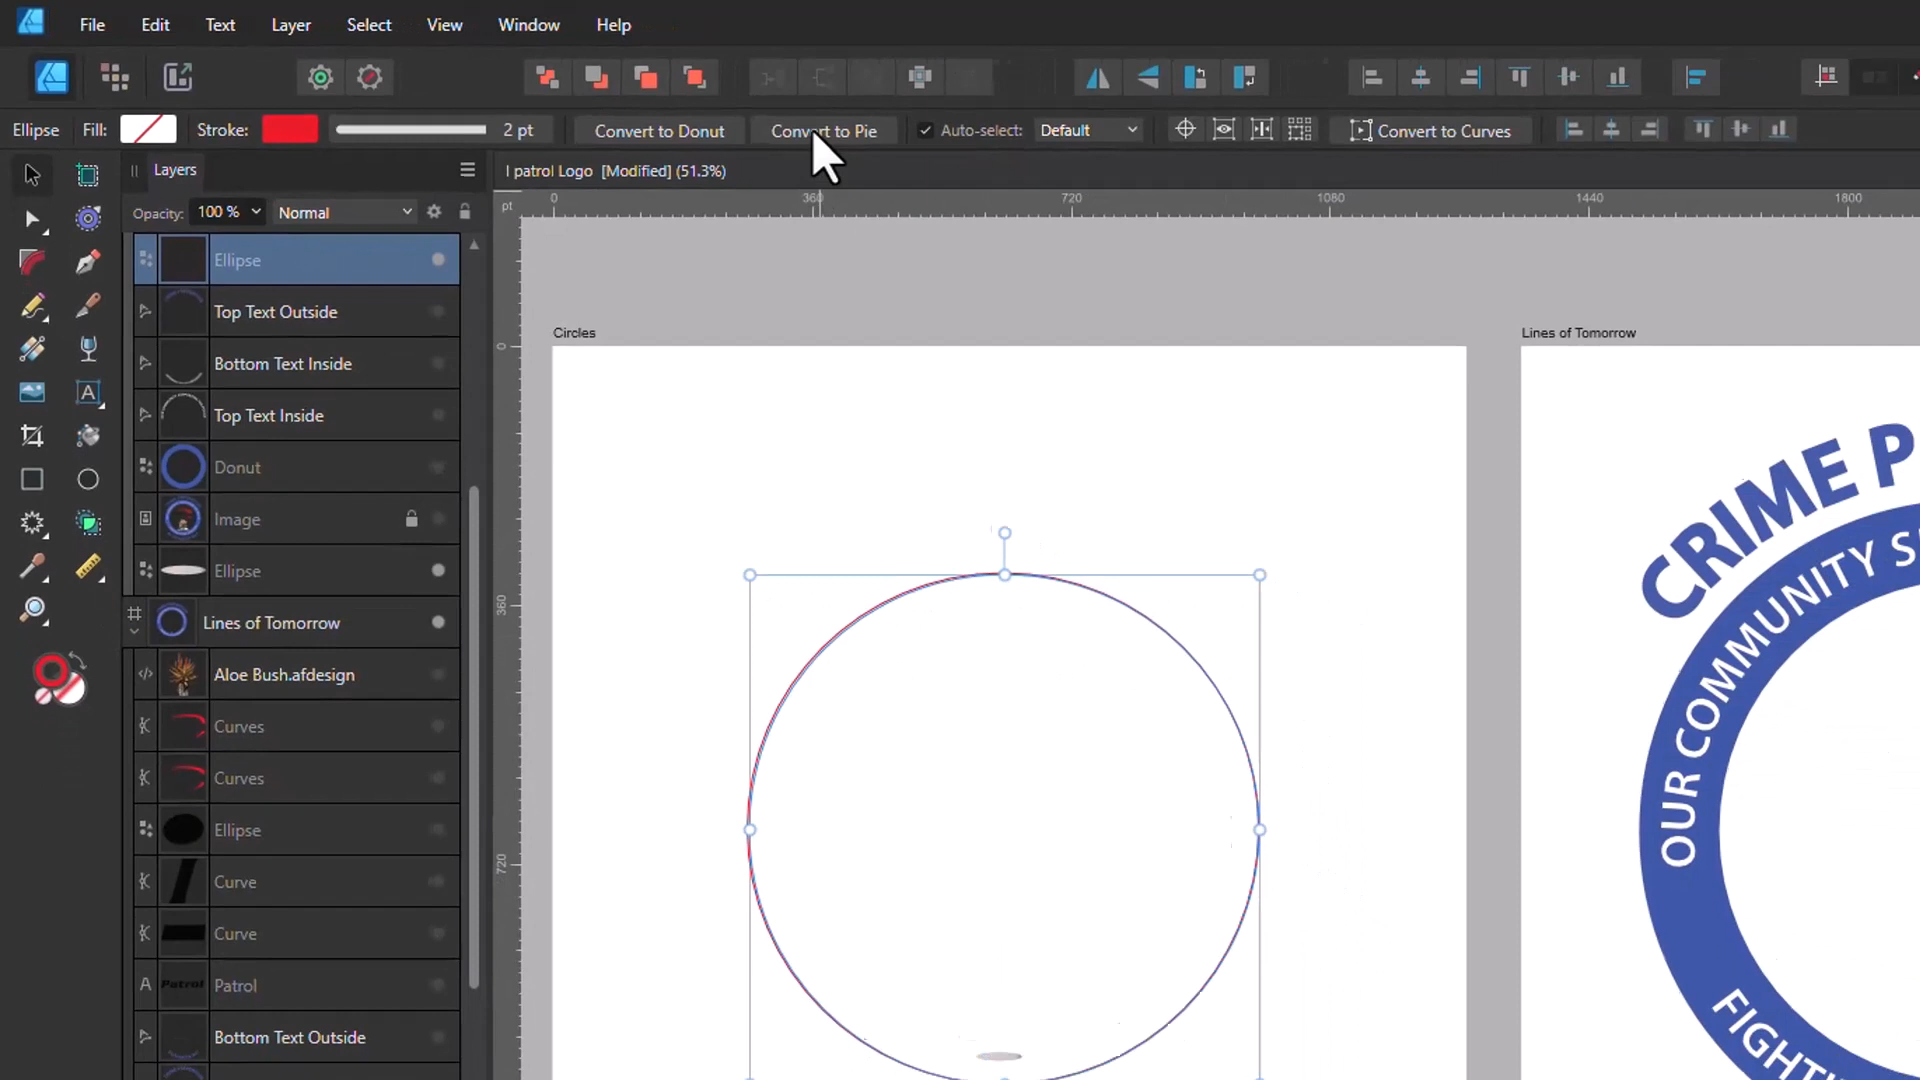 File Edit Text Layer Select View Window Help
Ellipse Fill: Stroke: 2 pt Convert to Donut Convert to Pie Auto-select: Default Convert to Curves
Layers
I patrol Logo [Modified] (51.3%)
pt 0 360 720 1080 1440 1800
Opacity: 100 % Normal
Ellipse
Top Text Outside
Bottom Text Inside
Top Text Inside
Donut
Image
Ellipse
Lines of Tomorrow
Aloe Bush.afdesign
Curves
Curves
Ellipse
Curve
Curve
A Patrol Patrol
Bottom Text Outside
0
360
720
Circles
Lines of Tomorrow
CRIME P
OUR COMMUNITY S
FIGHT